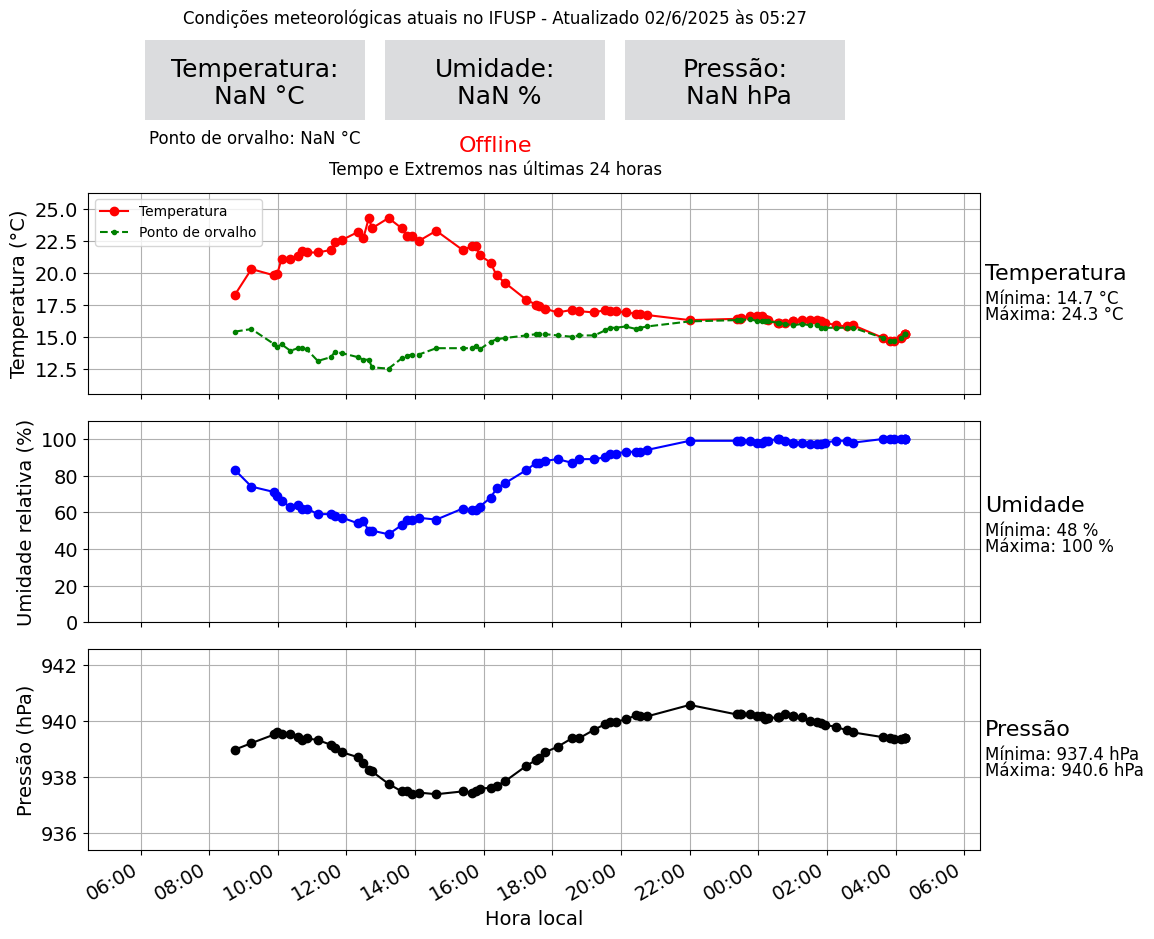 Condições meteorológicas atuais no IFUSP - Atualizado 02/6/2025 às 05:27
Temperatura:
NaN °C
Umidade:
NaN %
Pressão:
NaN hPa
Ponto de orvalho: NaN °C
Offline
Tempo e Extremos nas últimas 24 horas
Temperatura (°C)
25.0
22.5
20.0
17.5
15.0
12.5
Temperatura
Ponto de orvalho
Temperatura
Mínima: 14.7 °C
Máxima: 24.3 °C
Umidade relativa (%)
100
80
60
40
20
0
Umidade
Mínima: 48 %
Máxima: 100 %
Pressão (hPa)
942
940
938
936
Pressão
Mínima: 937.4 hPa
Máxima: 940.6 hPa
06:00 08:00 10:00 12:00 14:00 16:00 18:00 20:00 22:00 00:00 02:00 04:00 06:00
Hora local